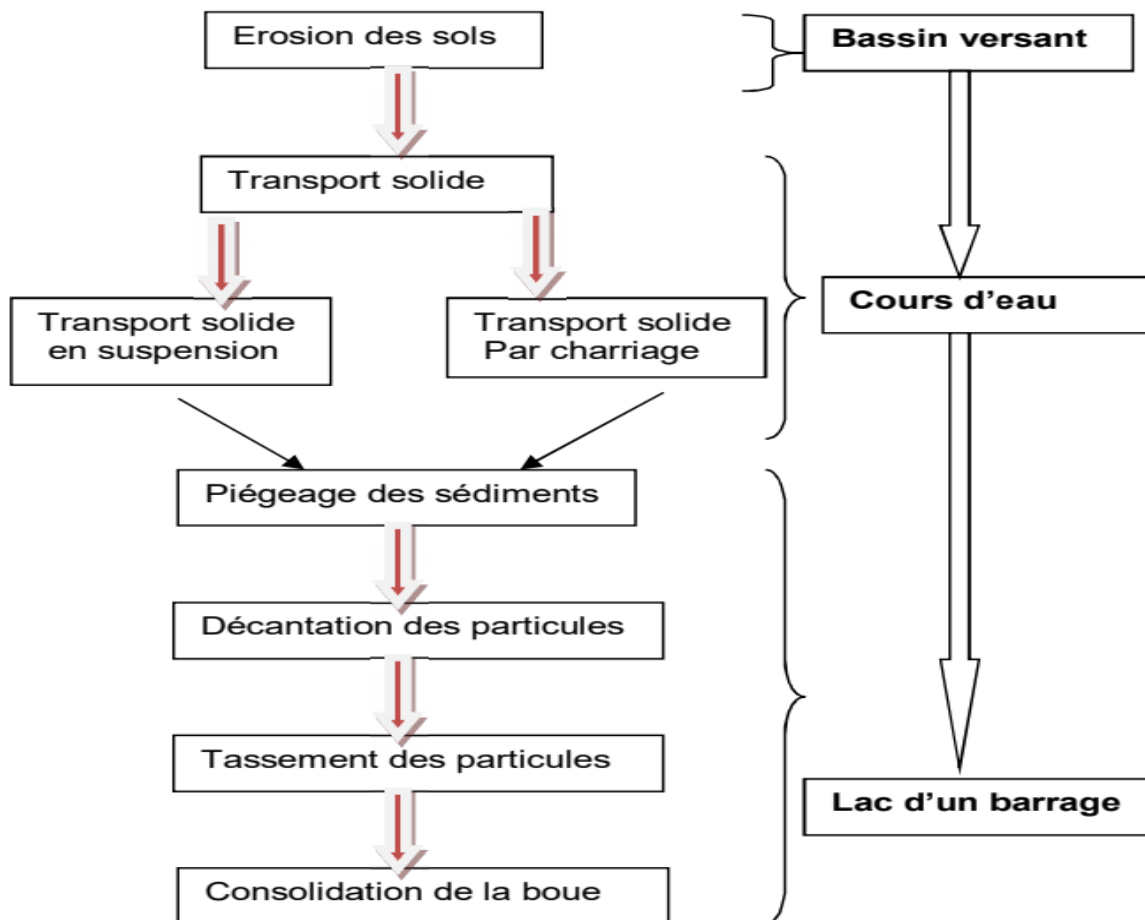 Erosion des sols
Bassin versant
Transport solide
Cours d'eau
Transport solide
en suspension
Transport solide
Par charriage
Piégeage des sédiments
Décantation des particules
Tassement des particules
Lac d'un barrage
Consolidation de la boue